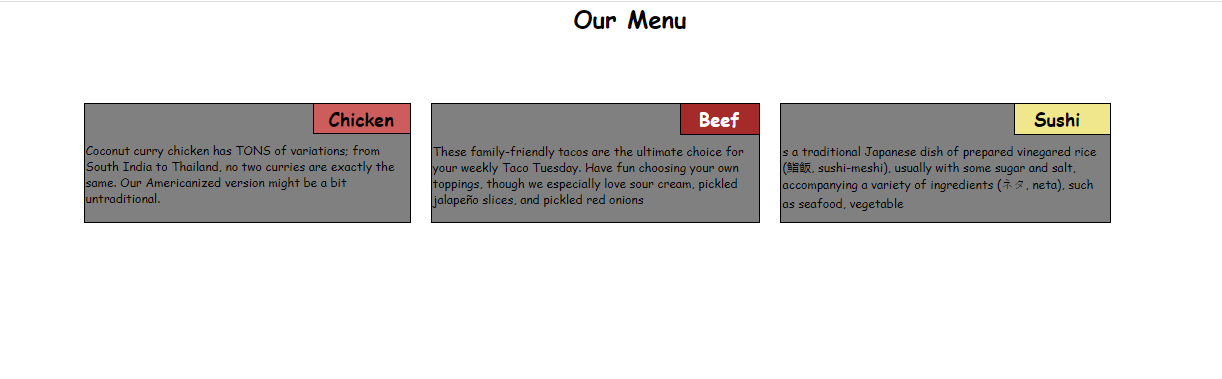 Our Menu
Chicken
Coconut curry chicken has TONS of variations; from
South India to Thailand, no two curries are exactly the
same. Our Americanized version might be a bit
untraditional.
Beef
These family-friendly tacos are the ultimate choice for
your weekly Taco Tuesday. Have fun choosing your own
toppings, though we especially love sour cream, pickled
jalapeño slices, and pickled red onions
Sushi
s a traditional Japanese dish of prepared vinegared rice
(鮨飯, sushi-meshi), usually with some sugar and salt,
accompanying a variety of ingredients (ネタ, neta), such
as seafood, vegetable